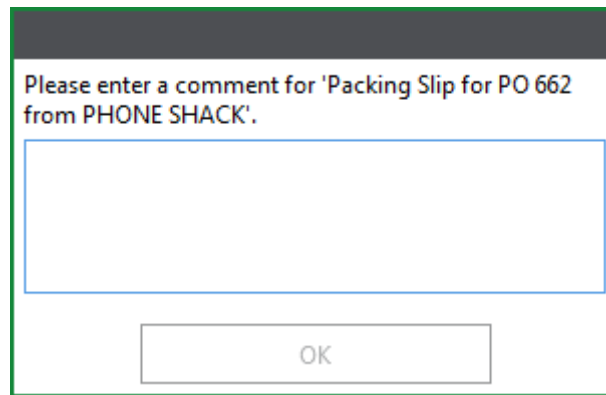 Please enter a comment for 'Packing Slip for PO 662
from PHONE SHACK'.
OK